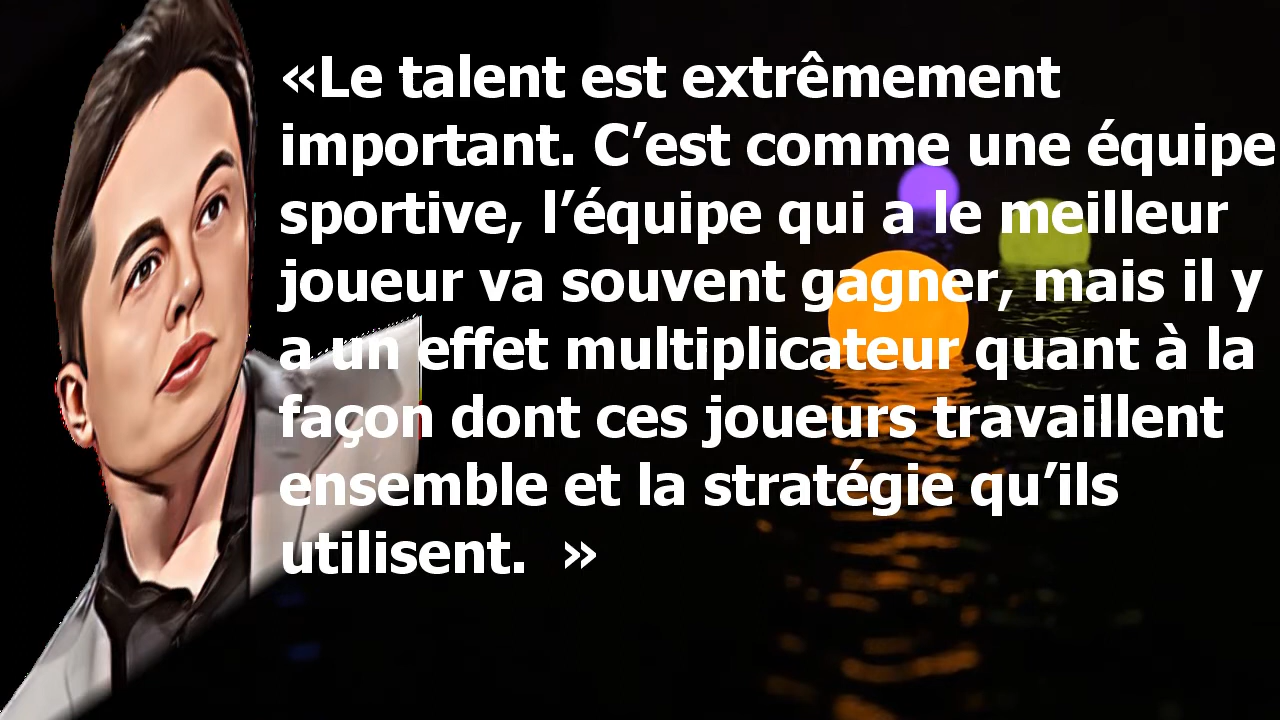 «Le talent est extrêmement
important. C’est comme une équipe
sportive, l’équipe qui a le meilleur
joueur va souvent gagner, mais il y
a un effet multiplicateur quant à la
façon dont ces joueurs travaillent
ensemble et la stratégie qu’ils
utilisent.  »